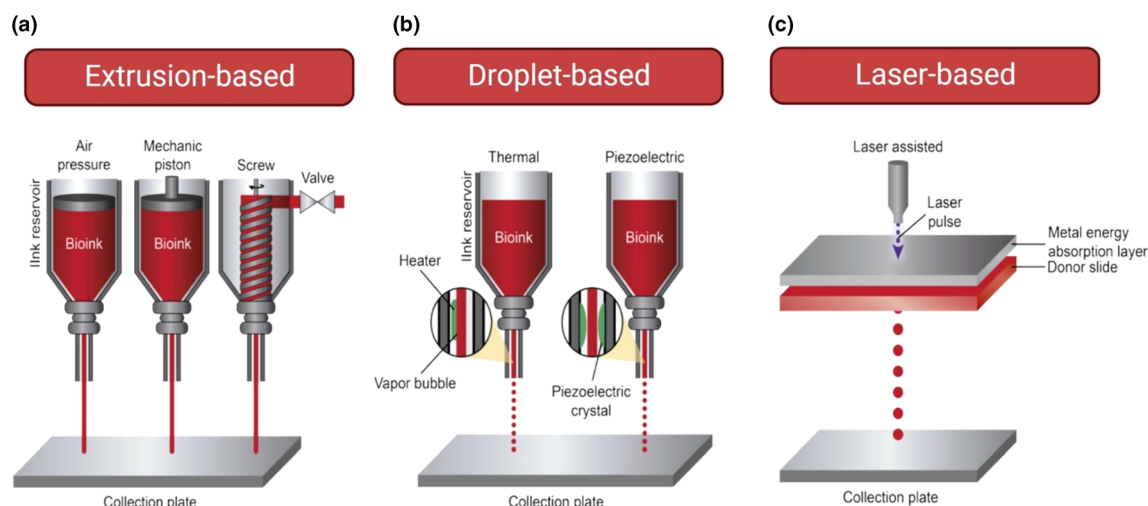 (a)
Extrusion-based
Air
pressure
Mechanic
piston
Screw
Valve
IInk reservoir
Bioink
Bioink
Collection plate
(b)
Droplet-based
Thermal
Piezoelectric
IInk reservoir
Bioink
Bioink
Heater
Vapor bubble
Piezoelectric
crystal
Collection plate
(c)
Laser-based
Laser assisted
Laser
pulse
Metal energy
absorption layer
Donor slide
Collection plate